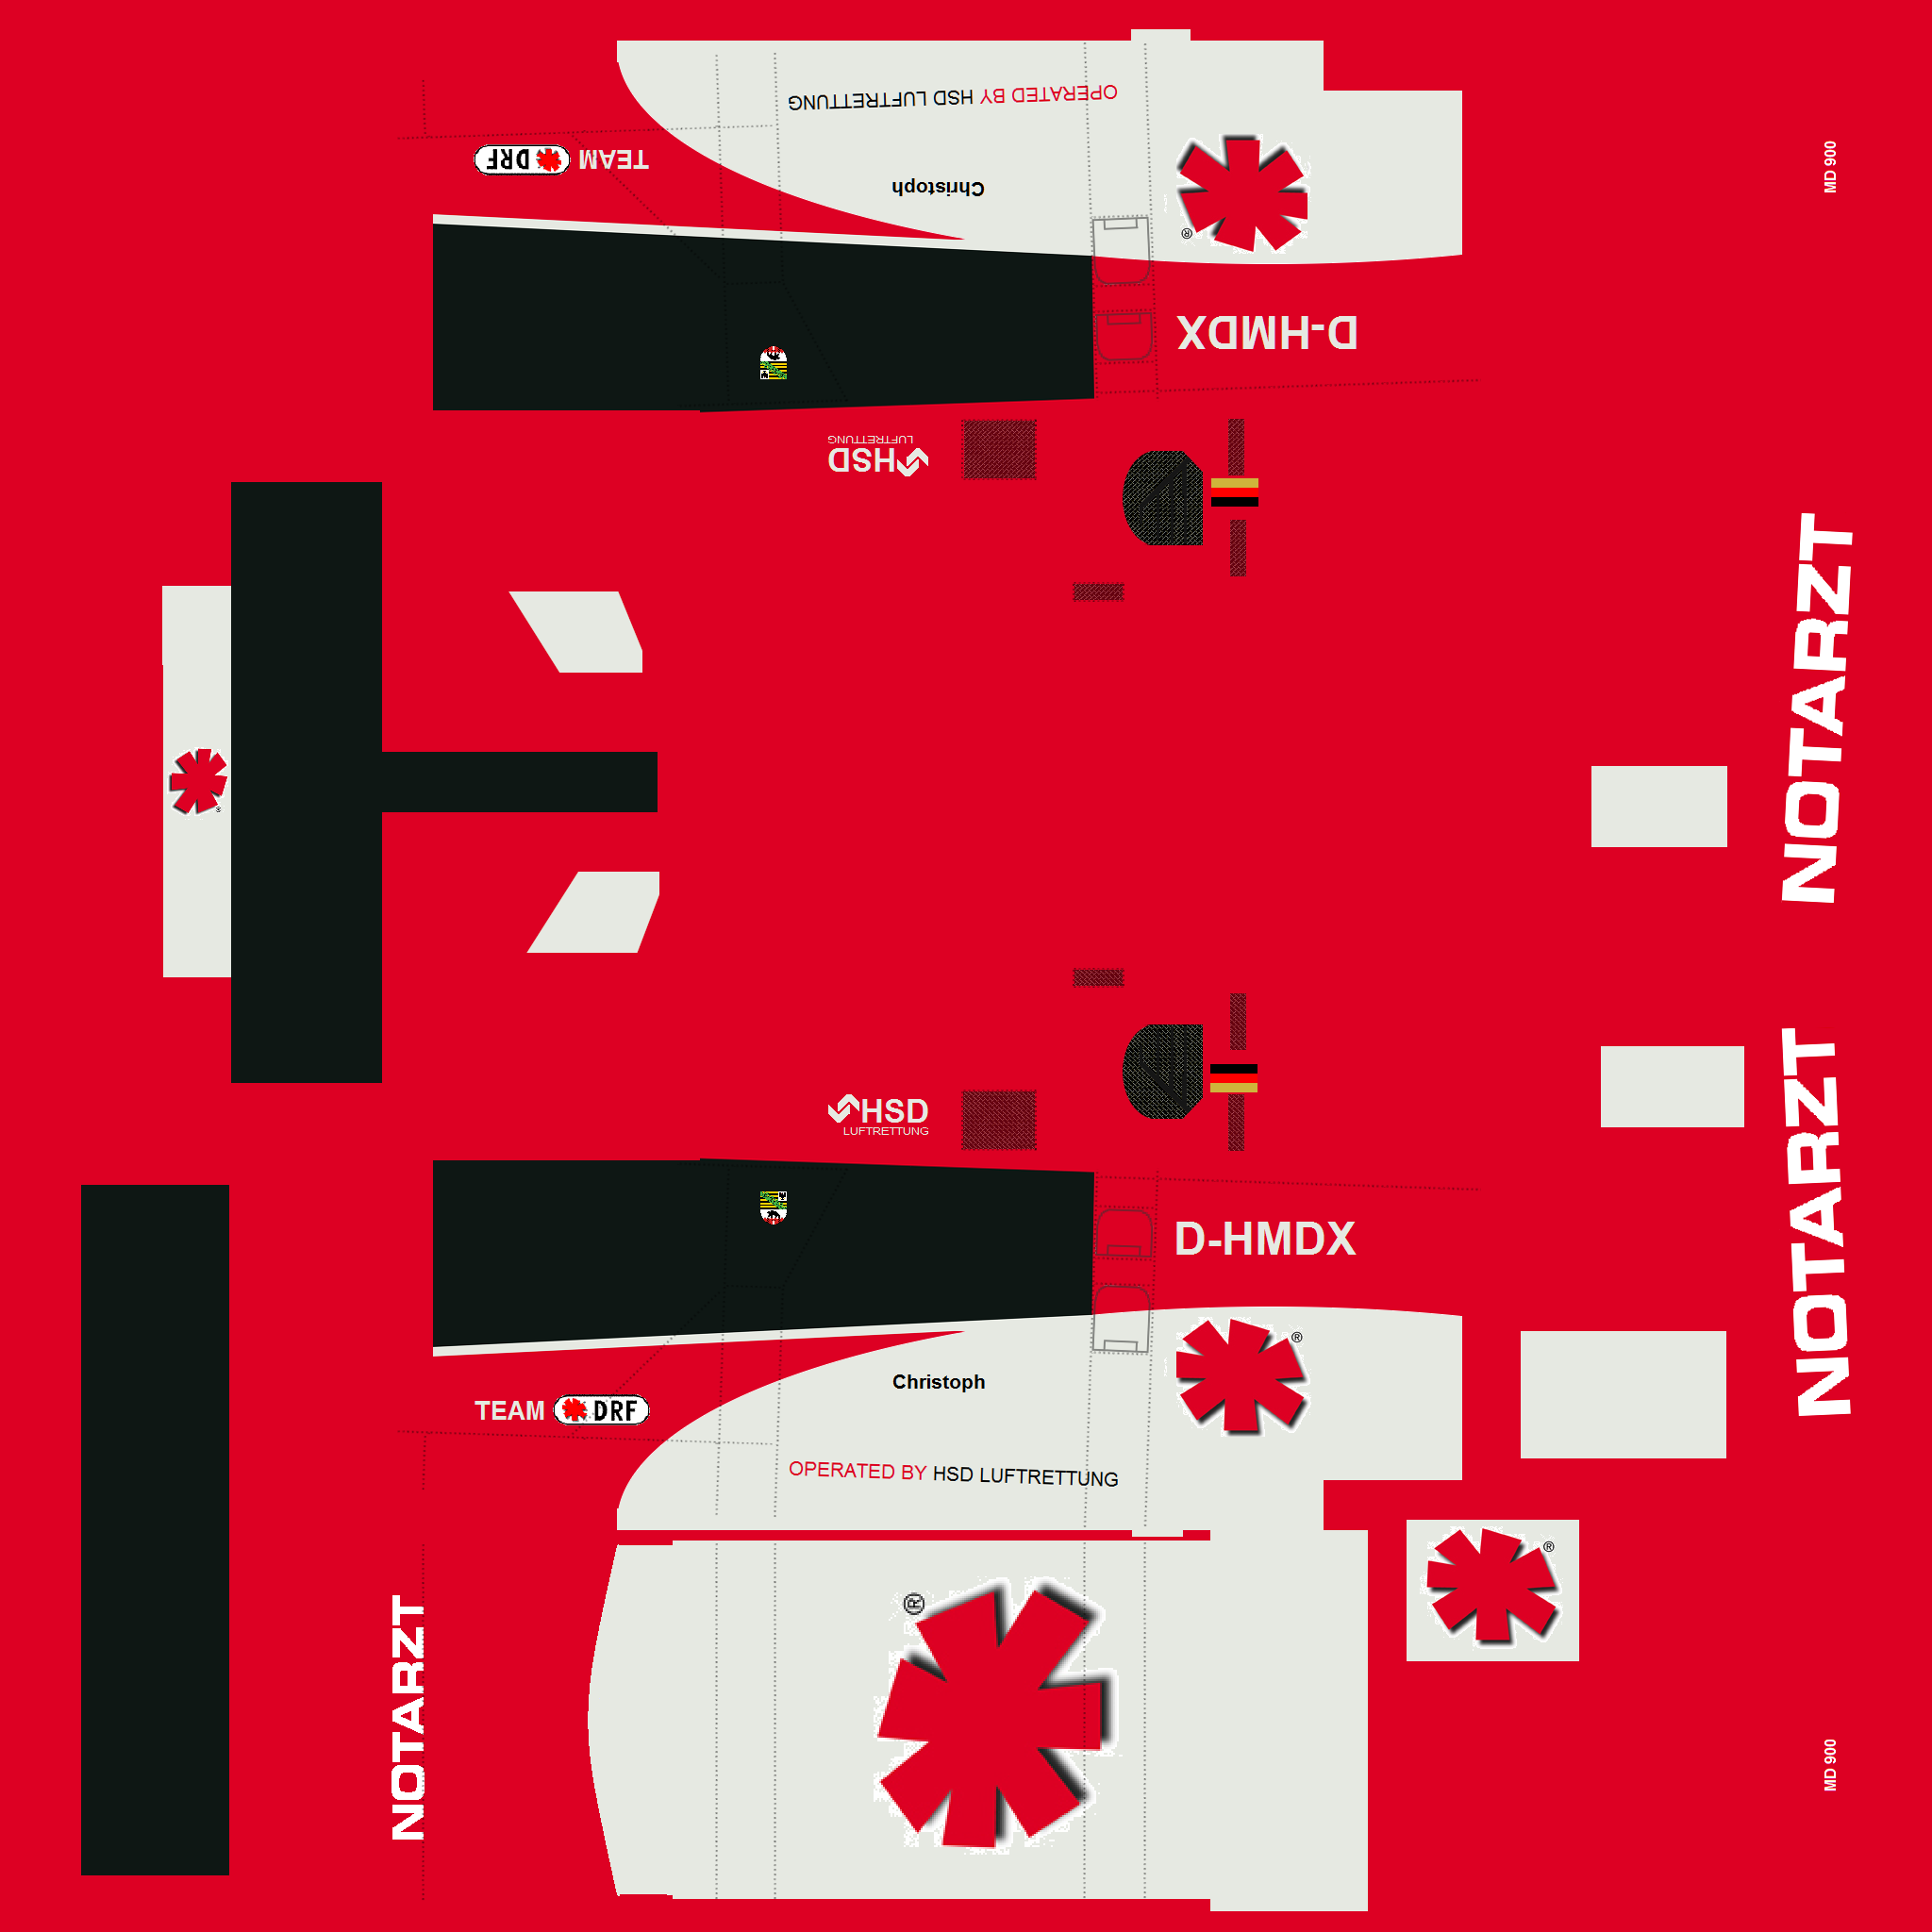 OPERATED BY HSD LUFTRETTUNG
TEAM DRF
Christoph
®
MD 900
D-HMDX
LUFTRETTUNG
HSD
NOTARZT
®
HSD
LUFTRETTUNG
NOTARZT
D-HMDX
®
Christoph
TEAM DRF
OPERATED BY HSD LUFTRETTUNG
®
®
NOTARZT
MD 900